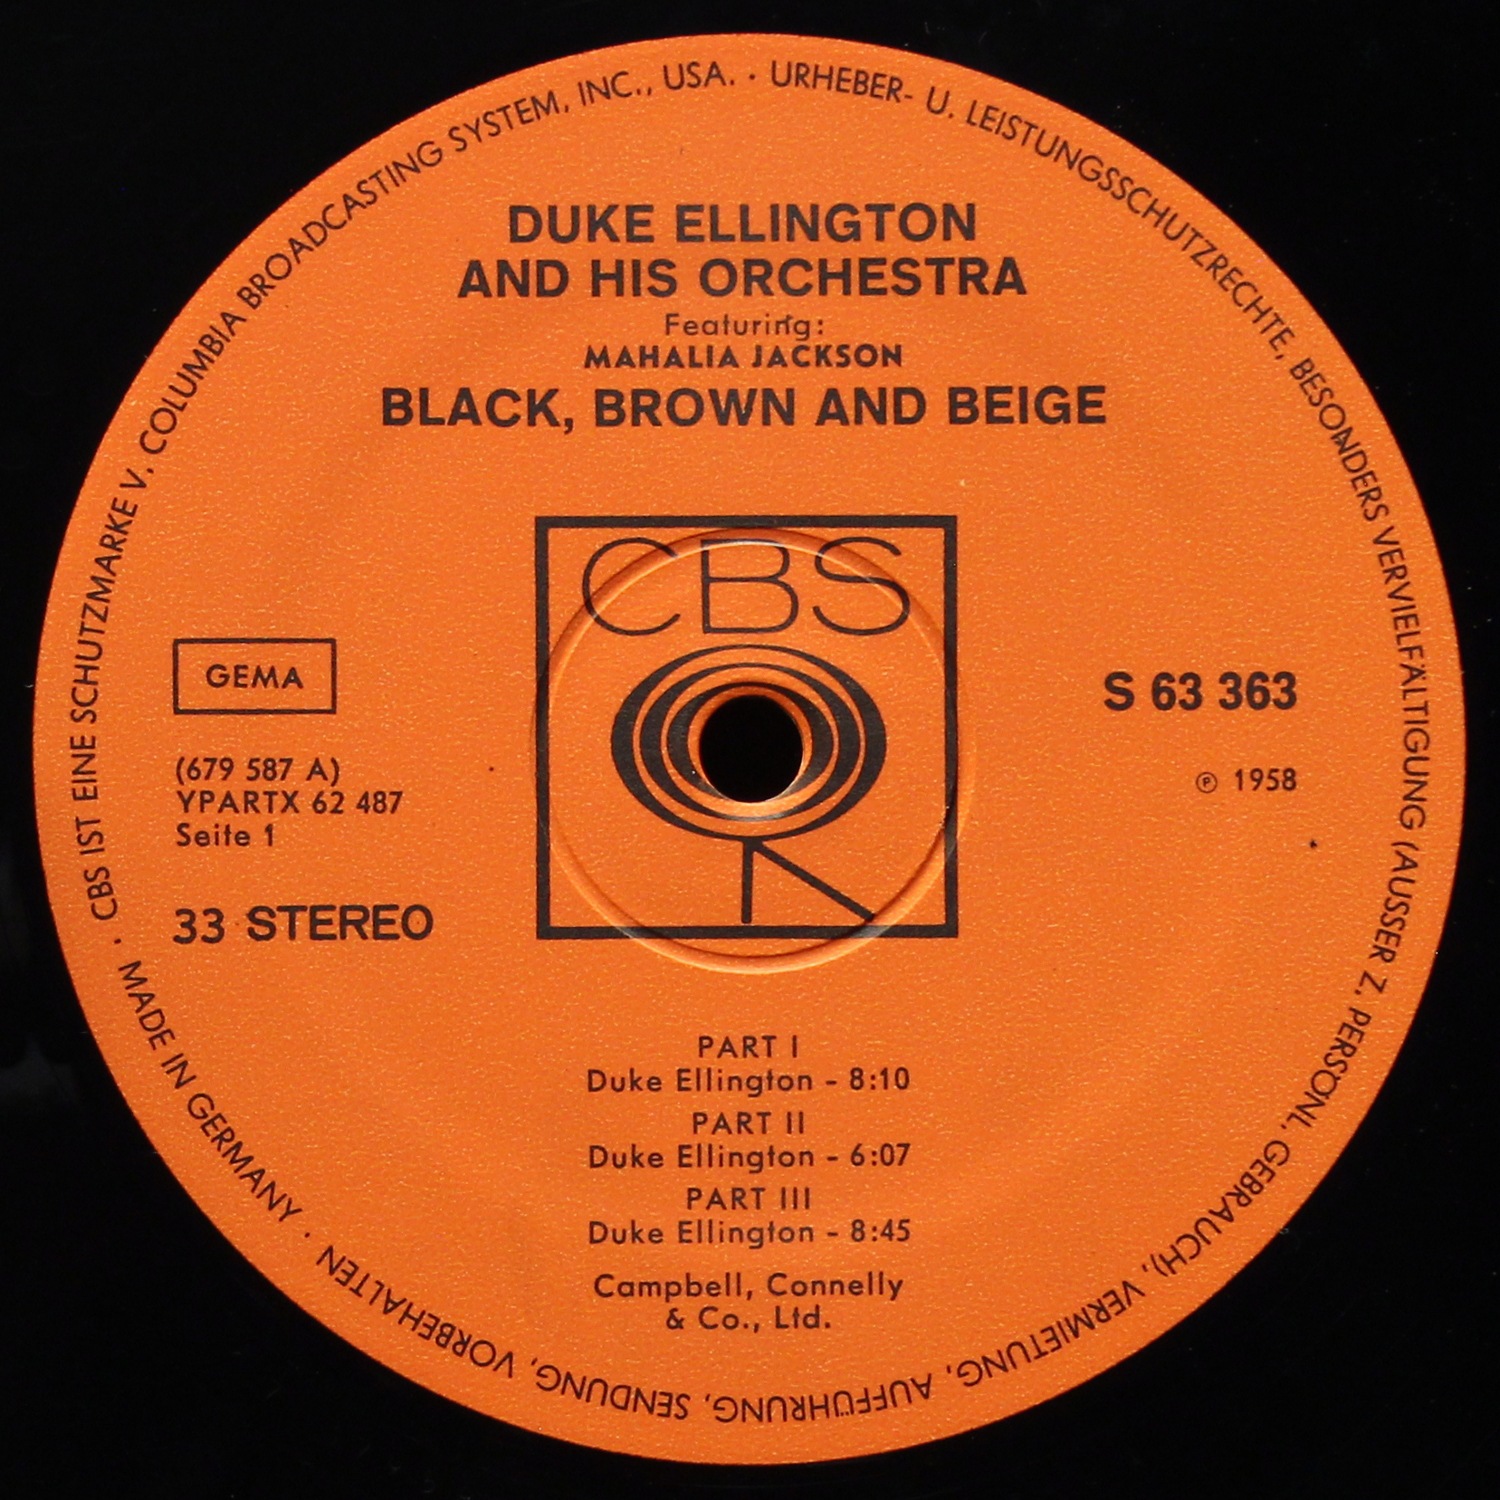 DUKE ELLINGTON
AND HIS ORCHESTRA
Featuring:
MAHALIA JACKSON
BLACK, BROWN AND BEIGE
CBS
GEMA
(679 587 A)
YPARTX 62 487
Seite 1
33 STEREO
S 63 363
℗ 1958
PART I
Duke Ellington - 8:10
PART II
Duke Ellington - 6:07
PART III
Duke Ellington - 8:45
Campbell, Connelly
& Co., Ltd.
· CBS IST EINE SCHUTZMARKE V. COLUMBIA BROADCASTING SYSTEM, INC., USA. · URHEBER- U. LEISTUNGSSCHUTZRECHTE, BESONDERS VERVIELFÄLTIGUNG (AUSSER Z. PERSÖNL. GEBRAUCH), VERMIETUNG, AUFFÜHRUNG, SENDUNG, VORBEHALTEN · MADE IN GERMANY